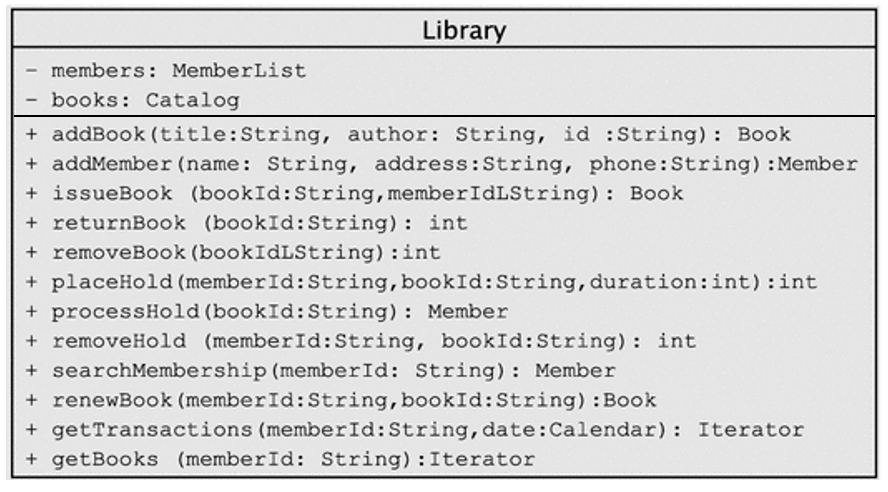 Library
- members: MemberList
- books: Catalog
+ addBook(title:String, author: String, id :String): Book
+ addMember(name: String, address:String, phone:String):Member
+ issueBook (bookId:String,memberIdLString): Book
+ returnBook (bookId:String): int
+ removeBook(bookIdLString):int
+ placeHold(memberId:String,bookId:String,duration:int):int
+ processHold(bookId:String): Member
+ removeHold (memberId:String, bookId:String): int
+ searchMembership(memberId: String): Member
+ renewBook(memberId:String,bookId:String):Book
+ getTransactions(memberId:String,date:Calendar): Iterator
+ getBooks (memberId: String):Iterator